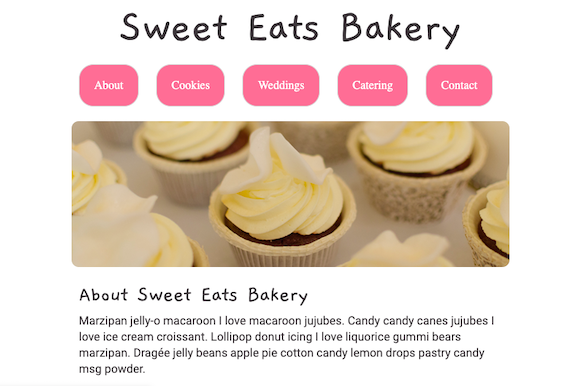 Sweet Eats Bakery
About
Cookies
Weddings
Catering
Contact
About Sweet Eats Bakery
Marzipan jelly-o macaroon I love macaroon jujubes. Candy candy canes jujubes I
love ice cream croissant. Lollipop donut icing I love liquorice gummi bears
marzipan. Dragée jelly beans apple pie cotton candy lemon drops pastry candy
msg powder.